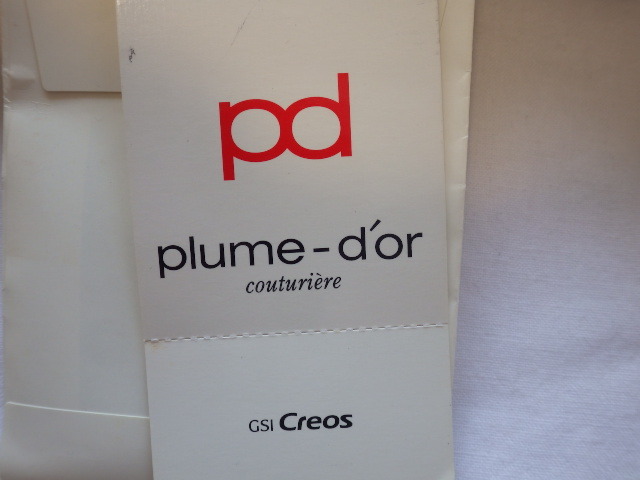 pd
plume-d'or
couturière
GSI Creos